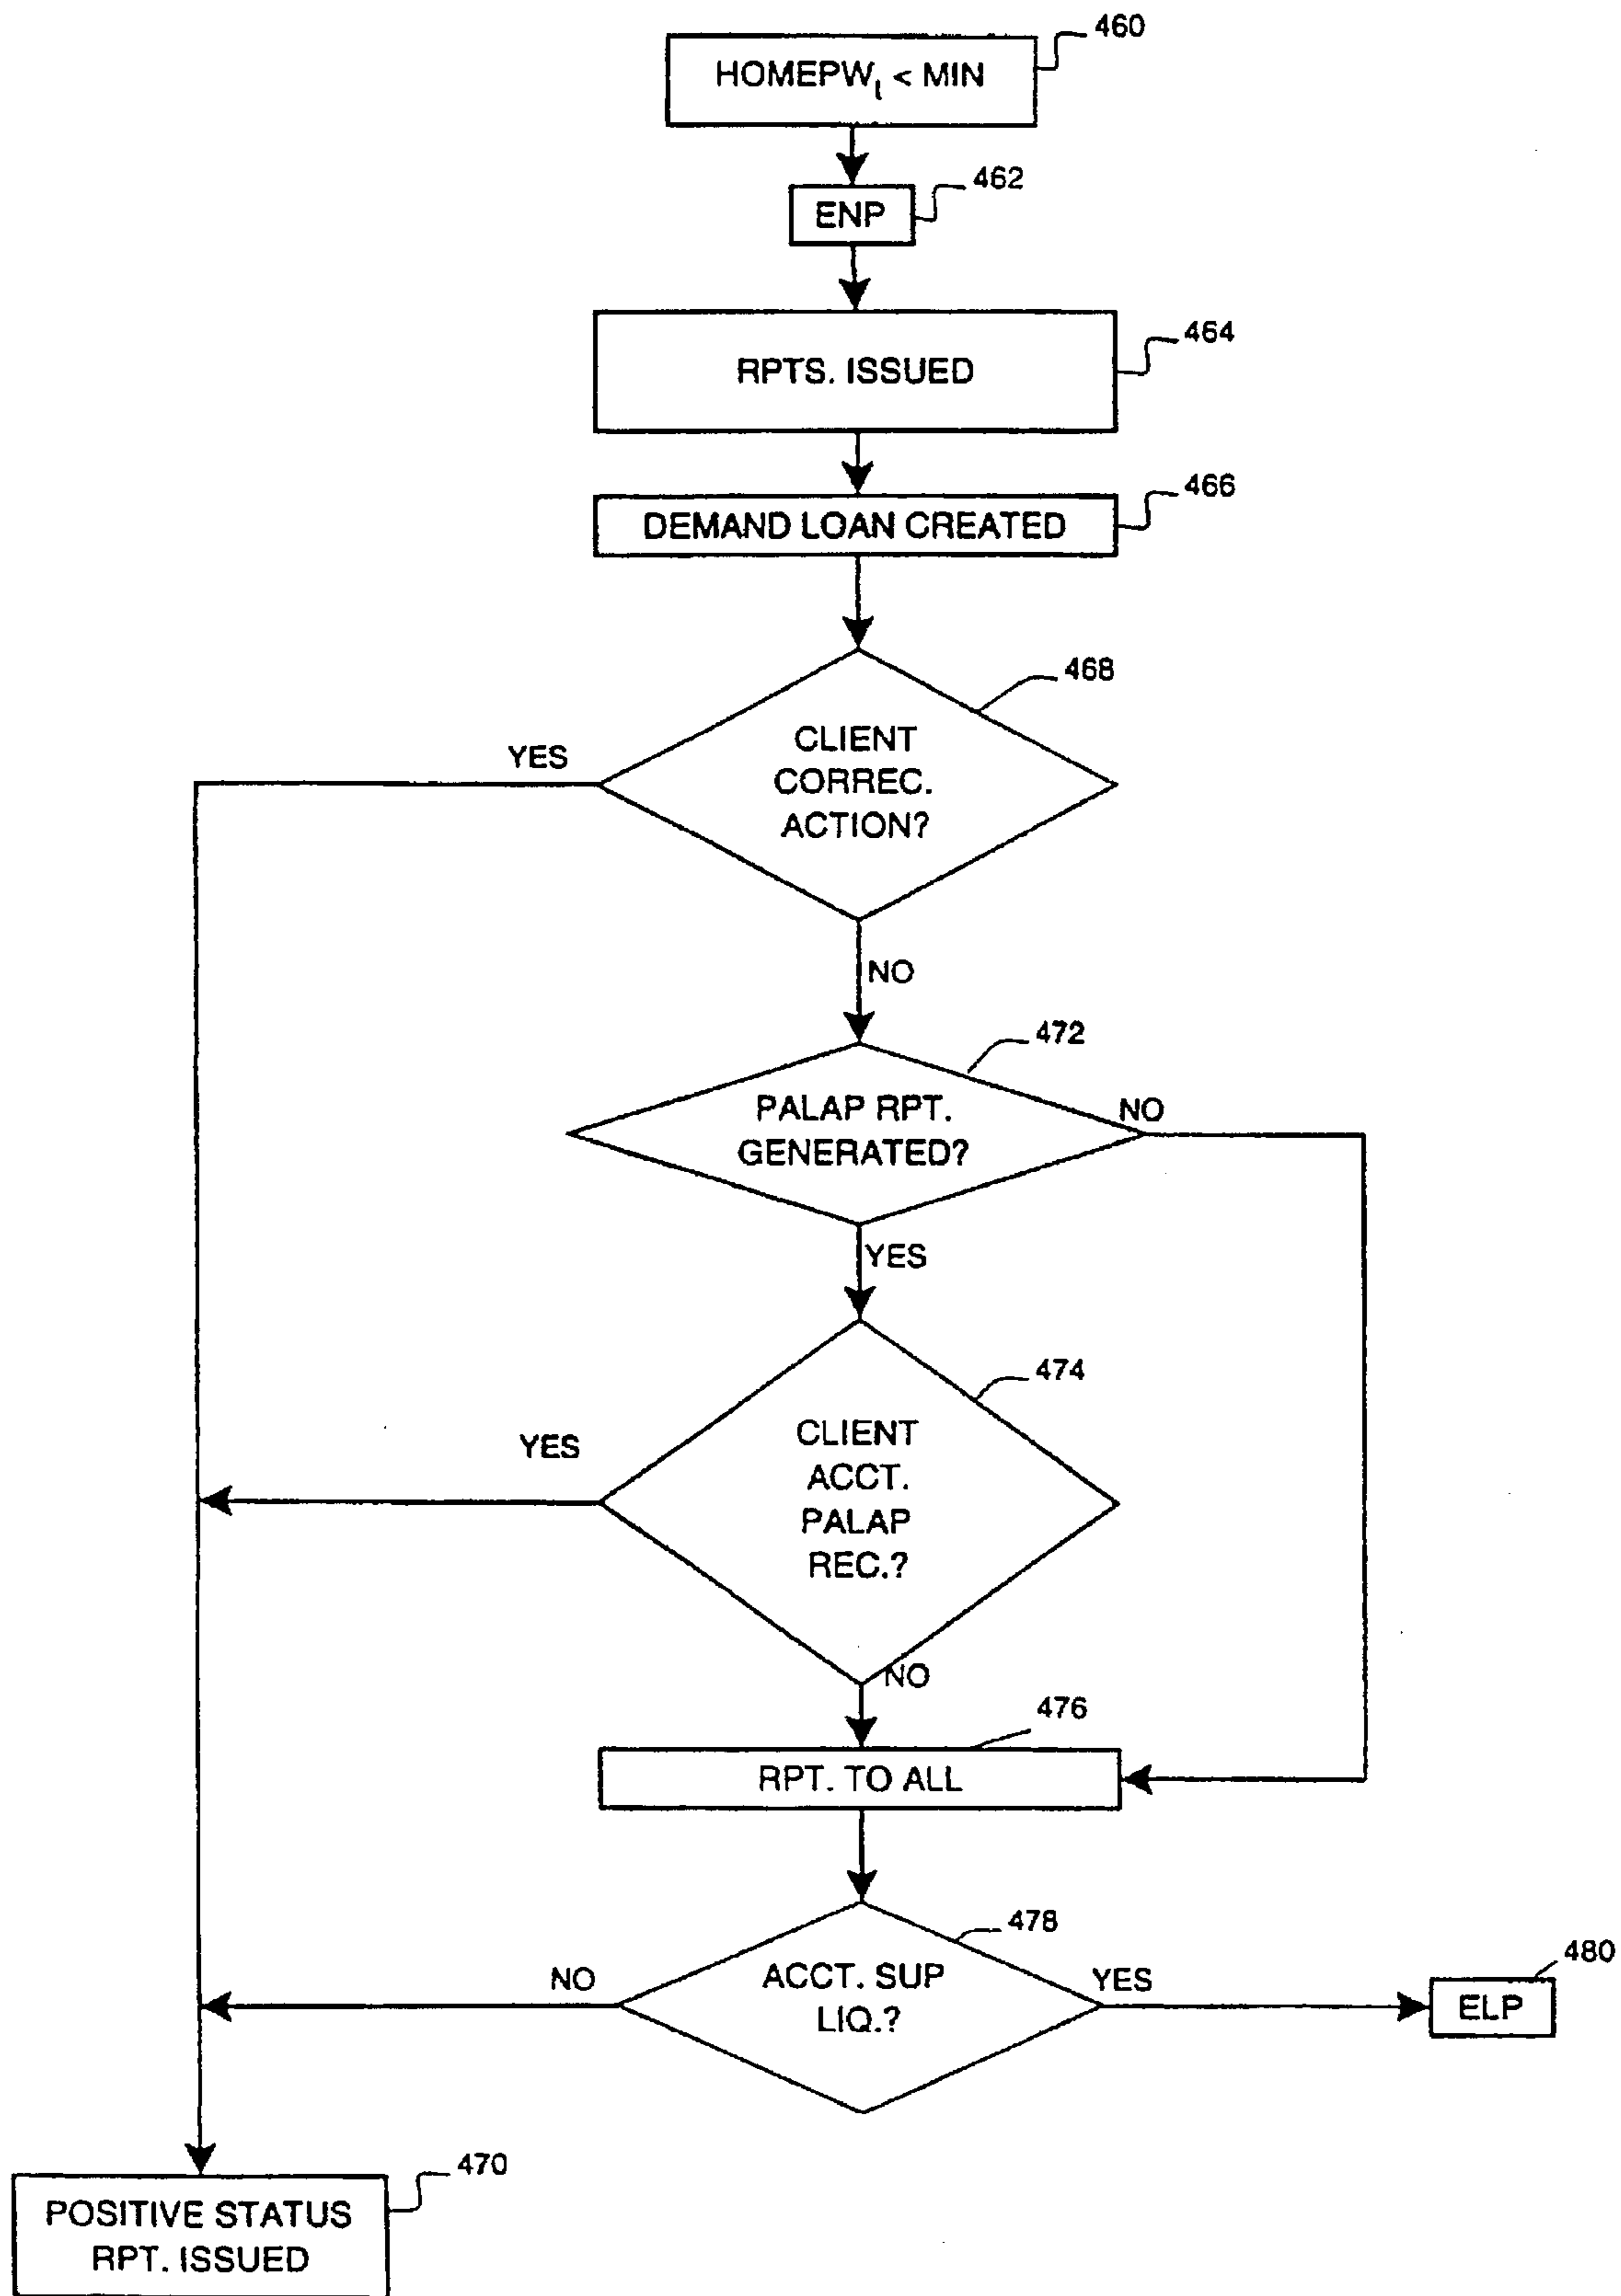 460
HOMEPWₗ < MIN
462
ENP
464
RPTS. ISSUED
466
DEMAND LOAN CREATED
468
CLIENT
CORREC.
ACTION?
YES
NO
472
PALAP RPT.
GENERATED?
NO
YES
474
CLIENT
ACCT.
PALAP
REC.?
YES
NO
476
RPT. TO ALL
478
ACCT. SUP
LIQ.?
NO
YES
480
ELP
470
POSITIVE STATUS
RPT. ISSUED